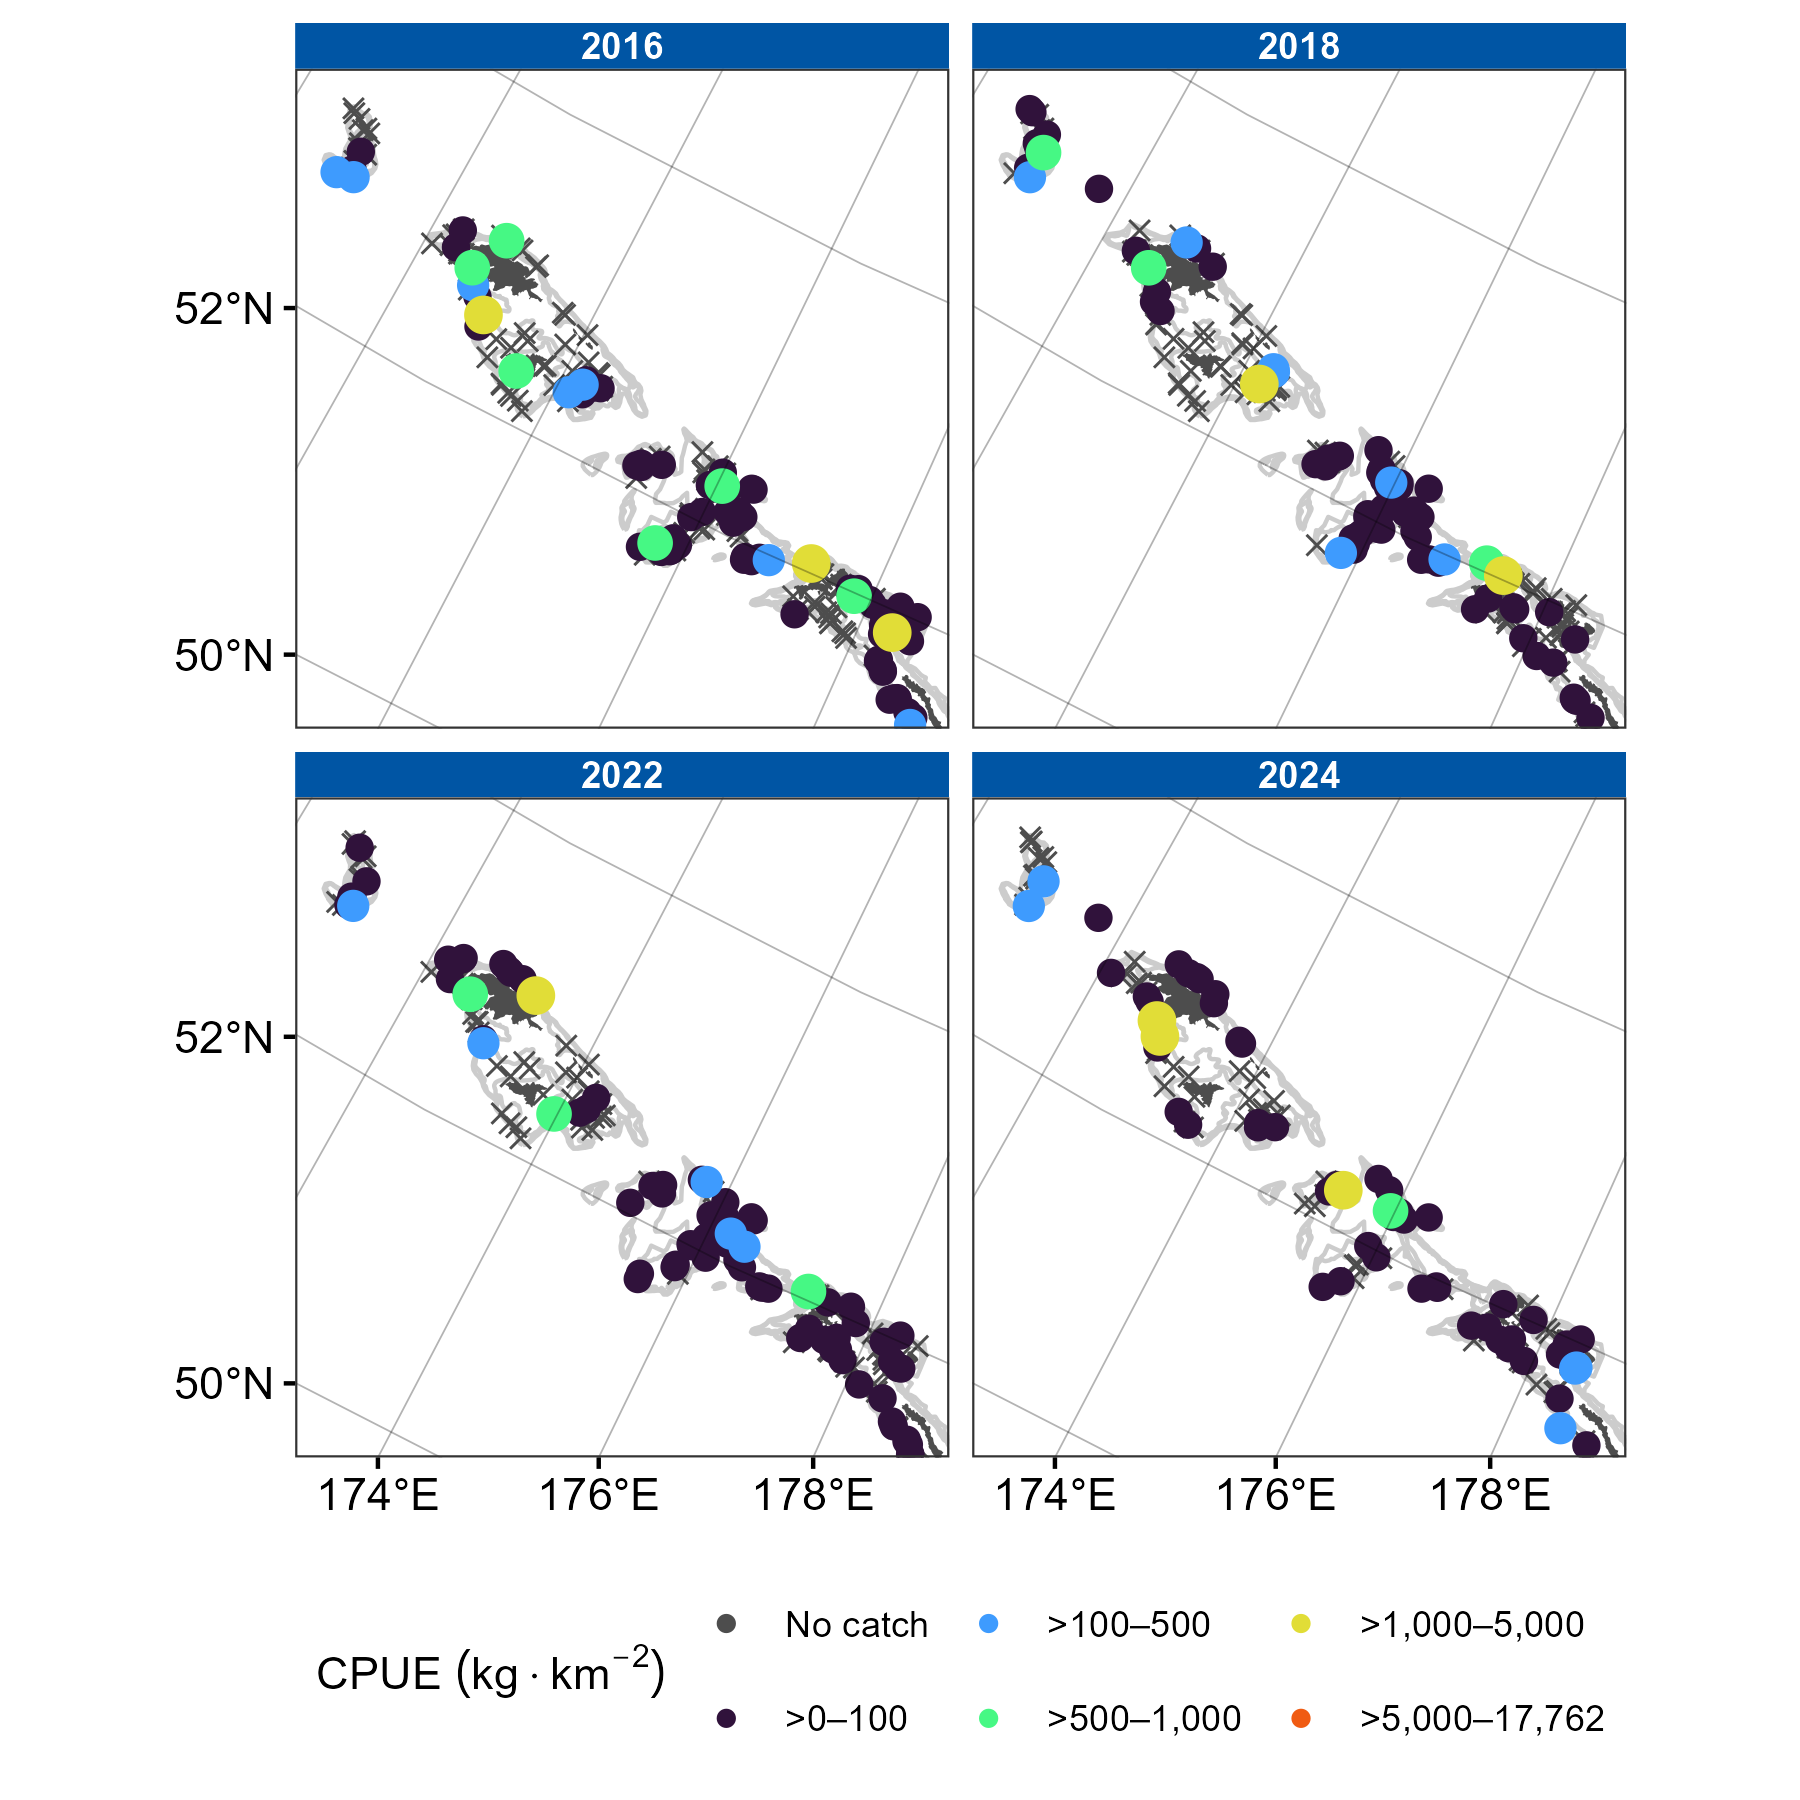 2016
2018
52°N
50°N
2022
2024
52°N
50°N
174°E
176°E
178°E
174°E
176°E
178°E
CPUE (kg · km⁻²)
No catch
>100–500
>1,000–5,000
>0–100
>500–1,000
>5,000–17,762